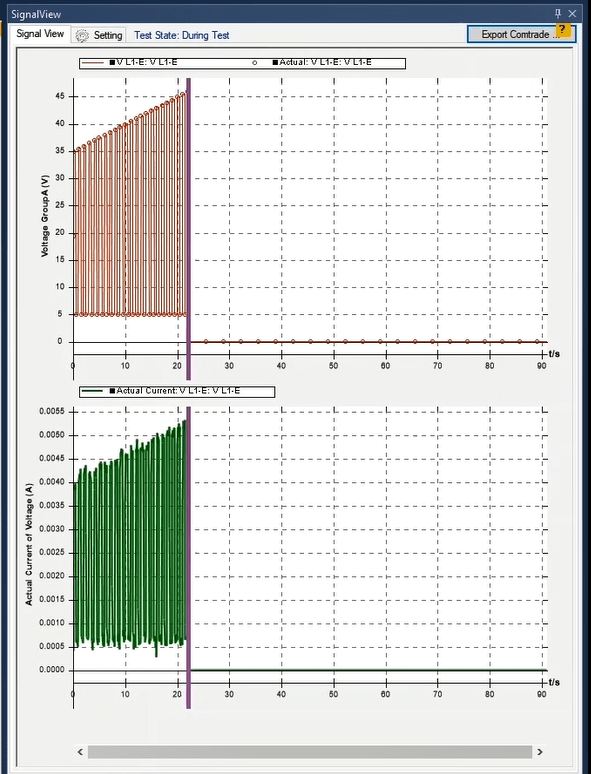 SignalView
Signal View Setting Test State: During Test Export Comtrade ... ?
V L1-E: V L1-E Actual: V L1-E: V L1-E
45
40
35
30
25
20
15
10
5
0
Voltage GroupA (V)
0 10 20 30 40 50 60 70 80 90 t/s
Actual Current: V L1-E: V L1-E
0.0055
0.0050
0.0045
0.0040
0.0035
0.0030
0.0025
0.0020
0.0015
0.0010
0.0005
0.0000
Actual Current of Voltage (A)
0 10 20 30 40 50 60 70 80 90 t/s